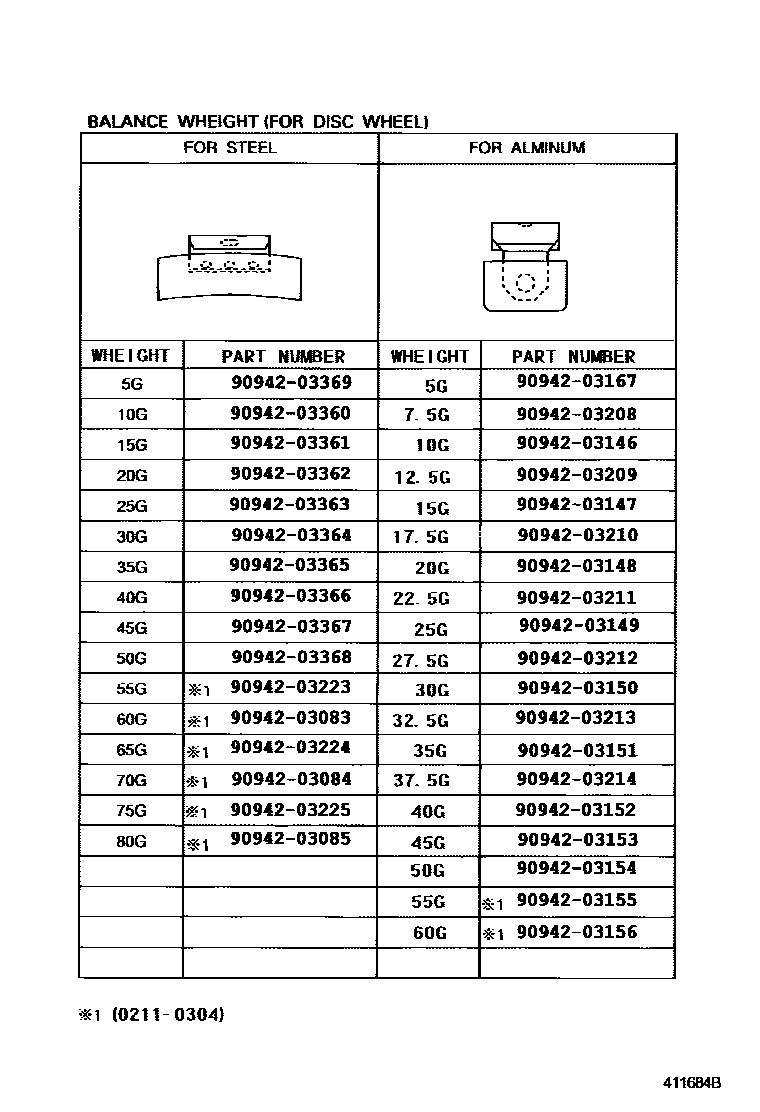 BALANCE WHEIGHT (FOR DISC WHEEL)
FOR STEEL FOR ALMINUM
WHEIGHT PART NUMBER WHEIGHT PART NUMBER
5G 90942-03369 5G 90942-03167
10G 90942-03360 7.5G 90942-03208
15G 90942-03361 10G 90942-03146
20G 90942-03362 12.5G 90942-03209
25G 90942-03363 15G 90942-03147
30G 90942-03364 17.5G 90942-03210
35G 90942-03365 20G 90942-03148
40G 90942-03366 22.5G 90942-03211
45G 90942-03367 25G 90942-03149
50G 90942-03368 27.5G 90942-03212
55G ※1 90942-03223 30G 90942-03150
60G ※1 90942-03083 32.5G 90942-03213
65G ※1 90942-03224 35G 90942-03151
70G ※1 90942-03084 37.5G 90942-03214
75G ※1 90942-03225 40G 90942-03152
80G ※1 90942-03085 45G 90942-03153
50G 90942-03154
55G ※1 90942-03155
60G ※1 90942-03156
※1 (0211-0304)
411684B